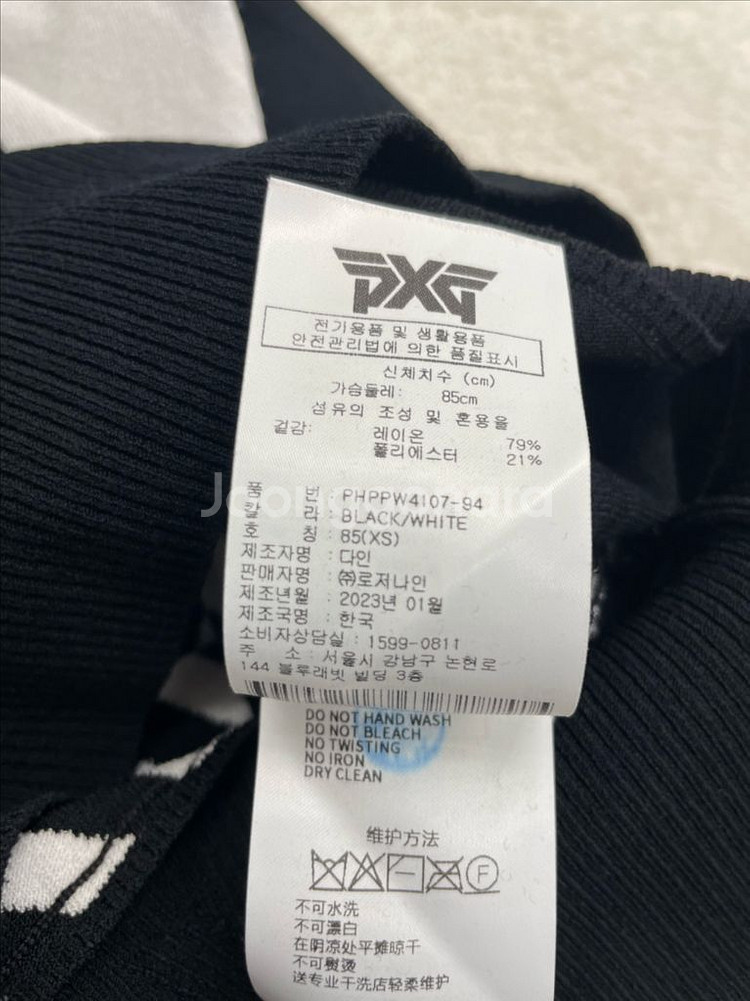 PXG
전기용품 및 생활용품
안전관리법에 의한 품질표시
신체치수 (cm)
가슴둘레: 85cm
섬유의 조성 및 혼용율
겉감: 레이온 79%
폴리에스터 21%
품 번 : PHPPW4107-94
칼 라 : BLACK/WHITE
호 칭 : 85(XS)
제조자명 : 다인
판매자명 : ㈜로저나인
제조년월 : 2023년 01월
제조국명 : 한국
소비자상담실 : 1599-0811
주 소 : 서울시 강남구 논현로
144 블루래빗 빌딩 3층
DO NOT HAND WASH
DO NOT BLEACH
NO TWISTING
NO IRON
DRY CLEAN
维护方法
F
不可水洗
不可漂白
在阴凉处平摊晾干
不可熨烫
送专业干洗店轻柔维护